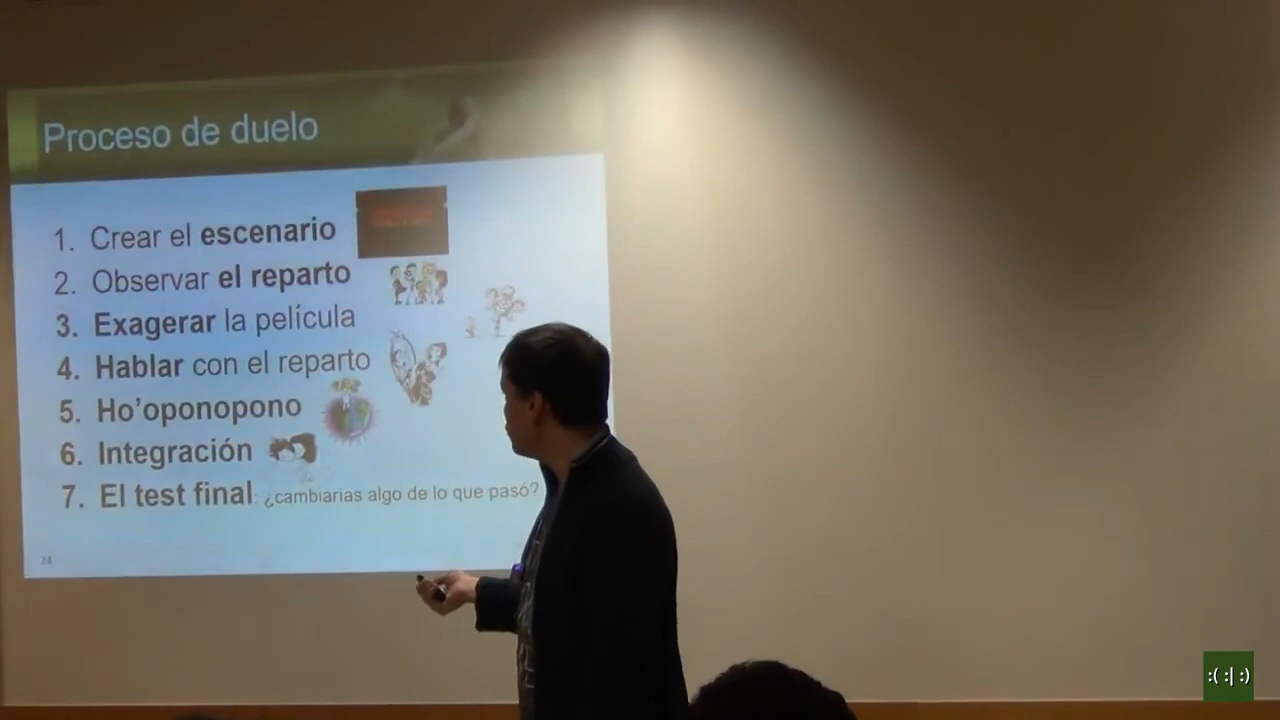 Proceso de duelo
1. Crear el escenario
2. Observar el reparto
3. Exagerar la película
4. Hablar con el reparto
5. Ho'oponopono
6. Integración
7. El test final: ¿cambiarias algo de lo que pasó?
28
:( :| :)